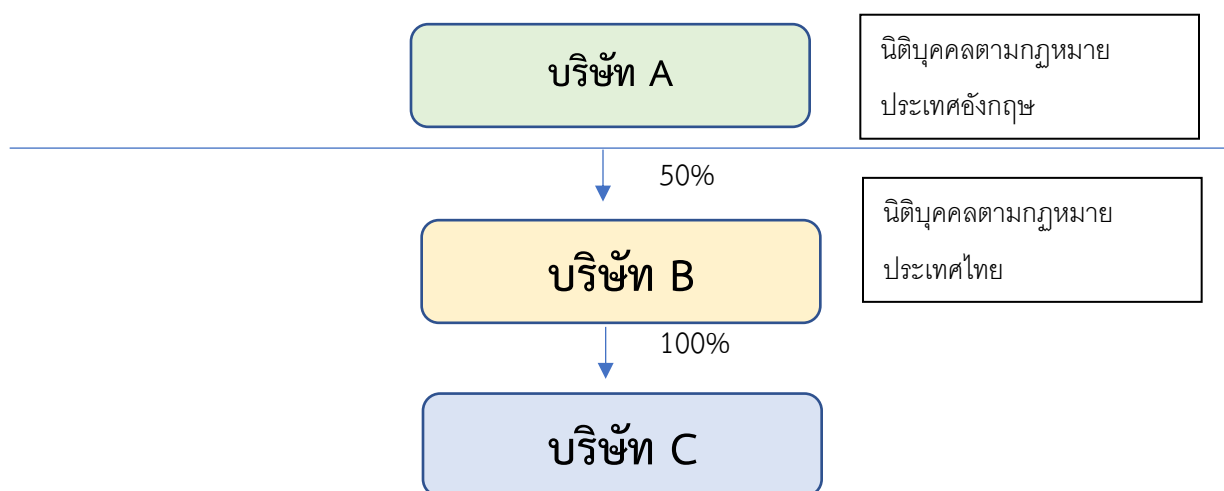 บริษัท A
นิติบุคคลตามกฎหมาย
ประเทศอังกฤษ
50%
นิติบุคคลตามกฎหมาย
ประเทศไทย
บริษัท B
100%
บริษัท C